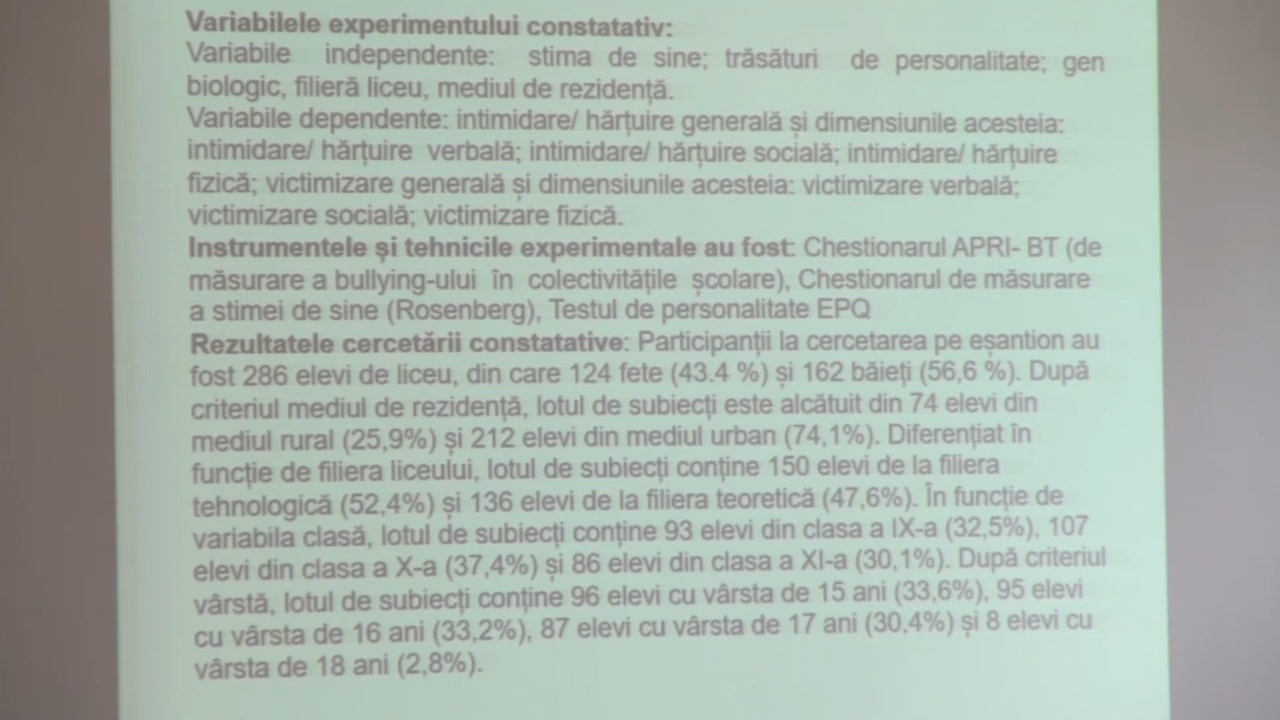 Variabilele experimentului constatativ:
Variabile independente: stima de sine; trăsături de personalitate; gen
biologic, filieră liceu, mediul de rezidență.
Variabile dependente: intimidare/ hărțuire generală și dimensiunile acesteia:
intimidare/ hărțuire verbală; intimidare/ hărțuire socială; intimidare/ hărțuire
fizică; victimizare generală și dimensiunile acesteia: victimizare verbală;
victimizare socială; victimizare fizică.
Instrumentele și tehnicile experimentale au fost: Chestionarul APRI- BT (de
măsurare a bullying-ului în colectivitățile școlare), Chestionarul de măsurare
a stimei de sine (Rosenberg), Testul de personalitate EPQ
Rezultatele cercetării constatative: Participanții la cercetarea pe eșantion au
fost 286 elevi de liceu, din care 124 fete (43.4 %) și 162 băieți (56,6 %). După
criteriul mediul de rezidență, lotul de subiecți este alcătuit din 74 elevi din
mediul rural (25,9%) și 212 elevi din mediul urban (74,1%). Diferențiat în
funcție de filiera liceului, lotul de subiecți conține 150 elevi de la filiera
tehnologică (52,4%) și 136 elevi de la filiera teoretică (47,6%). În funcție de
variabila clasă, lotul de subiecți conține 93 elevi din clasa a IX-a (32,5%), 107
elevi din clasa a X-a (37,4%) și 86 elevi din clasa a XI-a (30,1%). După criteriul
vârstă, lotul de subiecți conține 96 elevi cu vârsta de 15 ani (33,6%), 95 elevi
cu vârsta de 16 ani (33,2%), 87 elevi cu vârsta de 17 ani (30,4%) și 8 elevi cu
vârsta de 18 ani (2,8%).